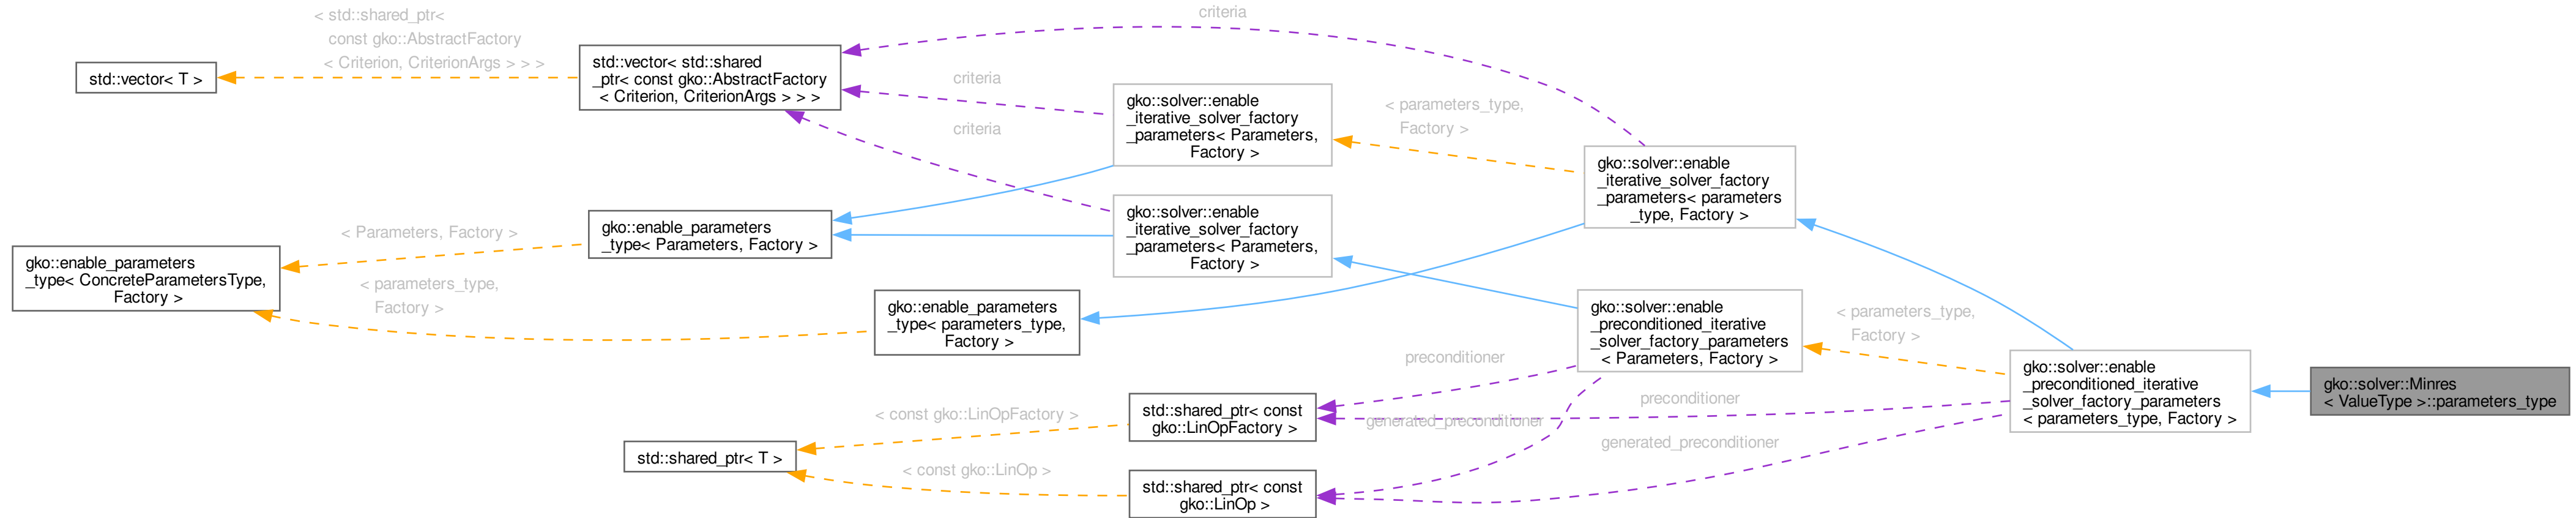 std::vector< T >
< std::shared_ptr<
const gko::AbstractFactory
< Criterion, CriterionArgs > > >
std::vector< std::shared
_ptr< const gko::AbstractFactory
< Criterion, CriterionArgs > > >
criteria
criteria
criteria
gko::solver::enable
_iterative_solver_factory
_parameters< Parameters,
Factory >
< parameters_type,
Factory >
gko::solver::enable
_iterative_solver_factory
_parameters< parameters
_type, Factory >
gko::solver::enable
_iterative_solver_factory
_parameters< Parameters,
Factory >
gko::enable_parameters
_type< Parameters, Factory >
< Parameters, Factory >
gko::enable_parameters
_type< ConcreteParametersType,
Factory >
< parameters_type,
Factory >
gko::enable_parameters
_type< parameters_type,
Factory >
gko::solver::enable
_preconditioned_iterative
_solver_factory_parameters
< Parameters, Factory >
< parameters_type,
Factory >
gko::solver::enable
_preconditioned_iterative
_solver_factory_parameters
< parameters_type, Factory >
gko::solver::Minres
< ValueType >::parameters_type
preconditioner
preconditioner
generated_preconditioner
generated_preconditioner
std::shared_ptr< const
gko::LinOpFactory >
< const gko::LinOpFactory >
std::shared_ptr< T >
< const gko::LinOp >
std::shared_ptr< const
gko::LinOp >